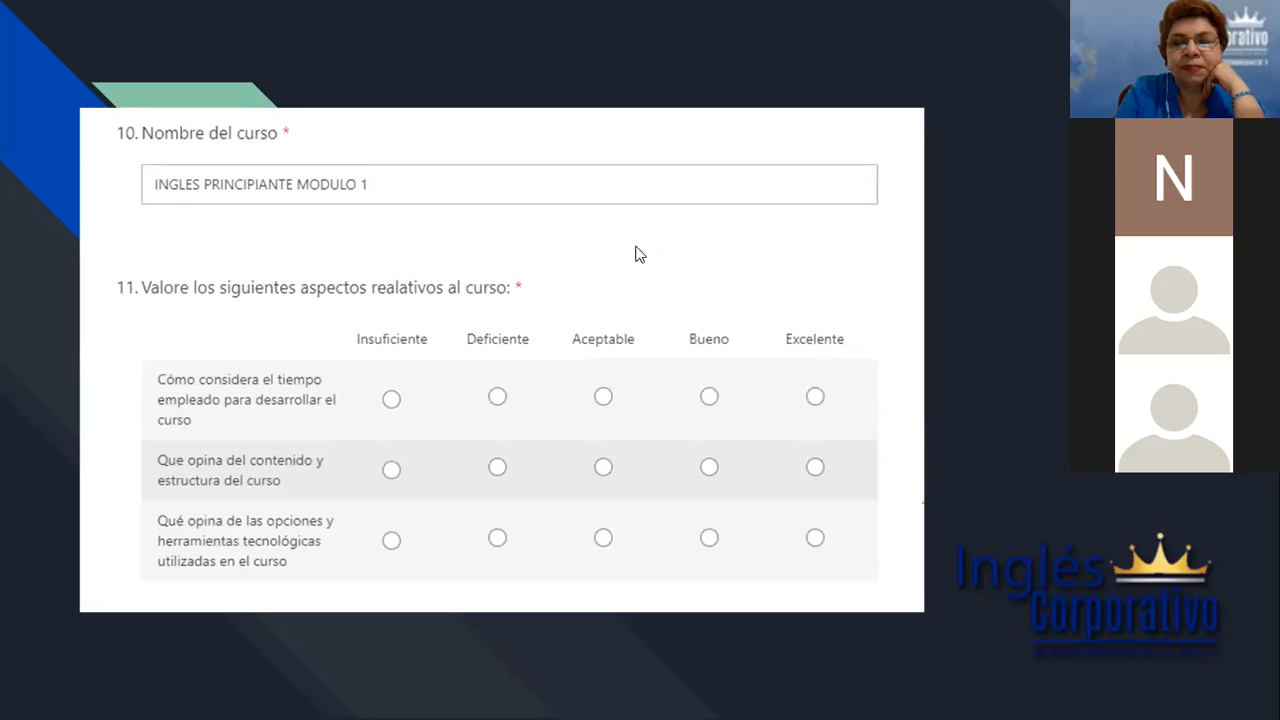 10. Nombre del curso *
INGLES PRINCIPIANTE MODULO 1
11. Valore los siguientes aspectos realativos al curso: *
Insuficiente Deficiente Aceptable Bueno Excelente
Cómo considera el tiempo
empleado para desarrollar el
curso
Que opina del contenido y
estructura del curso
Qué opina de las opciones y
herramientas tecnológicas
utilizadas en el curso
orativo
N
Inglés
Corporativo